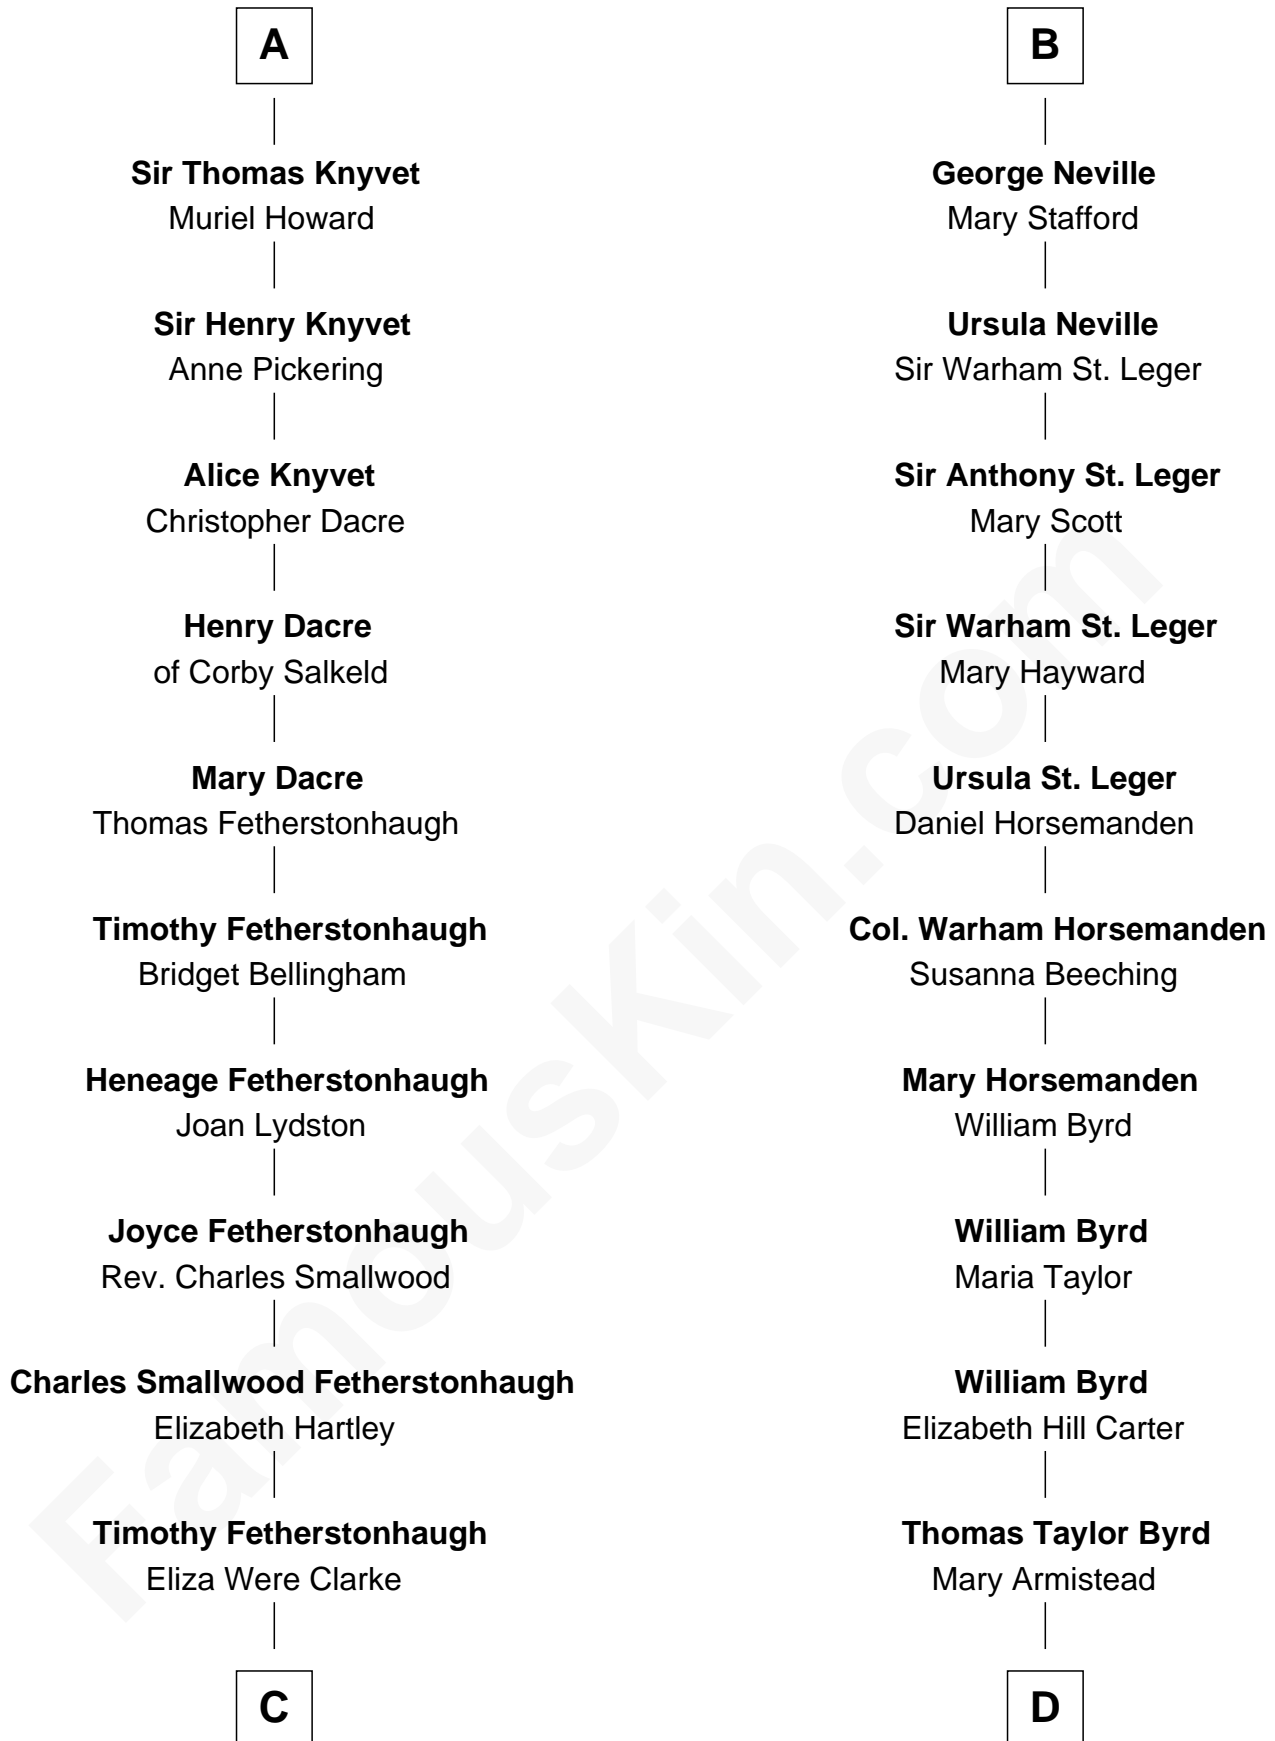 A
Sir Thomas Knyvet
Muriel Howard
Sir Henry Knyvet
Anne Pickering
Alice Knyvet
Christopher Dacre
Henry Dacre
of Corby Salkeld
Mary Dacre
Thomas Fetherstonhaugh
Timothy Fetherstonhaugh
Bridget Bellingham
Heneage Fetherstonhaugh
Joan Lydston
Joyce Fetherstonhaugh
Rev. Charles Smallwood
Charles Smallwood Fetherstonhaugh
Elizabeth Hartley
Timothy Fetherstonhaugh
Eliza Were Clarke
C
B
George Neville
Mary Stafford
Ursula Neville
Sir Warham St. Leger
Sir Anthony St. Leger
Mary Scott
Sir Warham St. Leger
Mary Hayward
Ursula St. Leger
Daniel Horsemanden
Col. Warham Horsemanden
Susanna Beeching
Mary Horsemanden
William Byrd
William Byrd
Maria Taylor
William Byrd
Elizabeth Hill Carter
Thomas Taylor Byrd
Mary Armistead
D
FamousKin.com